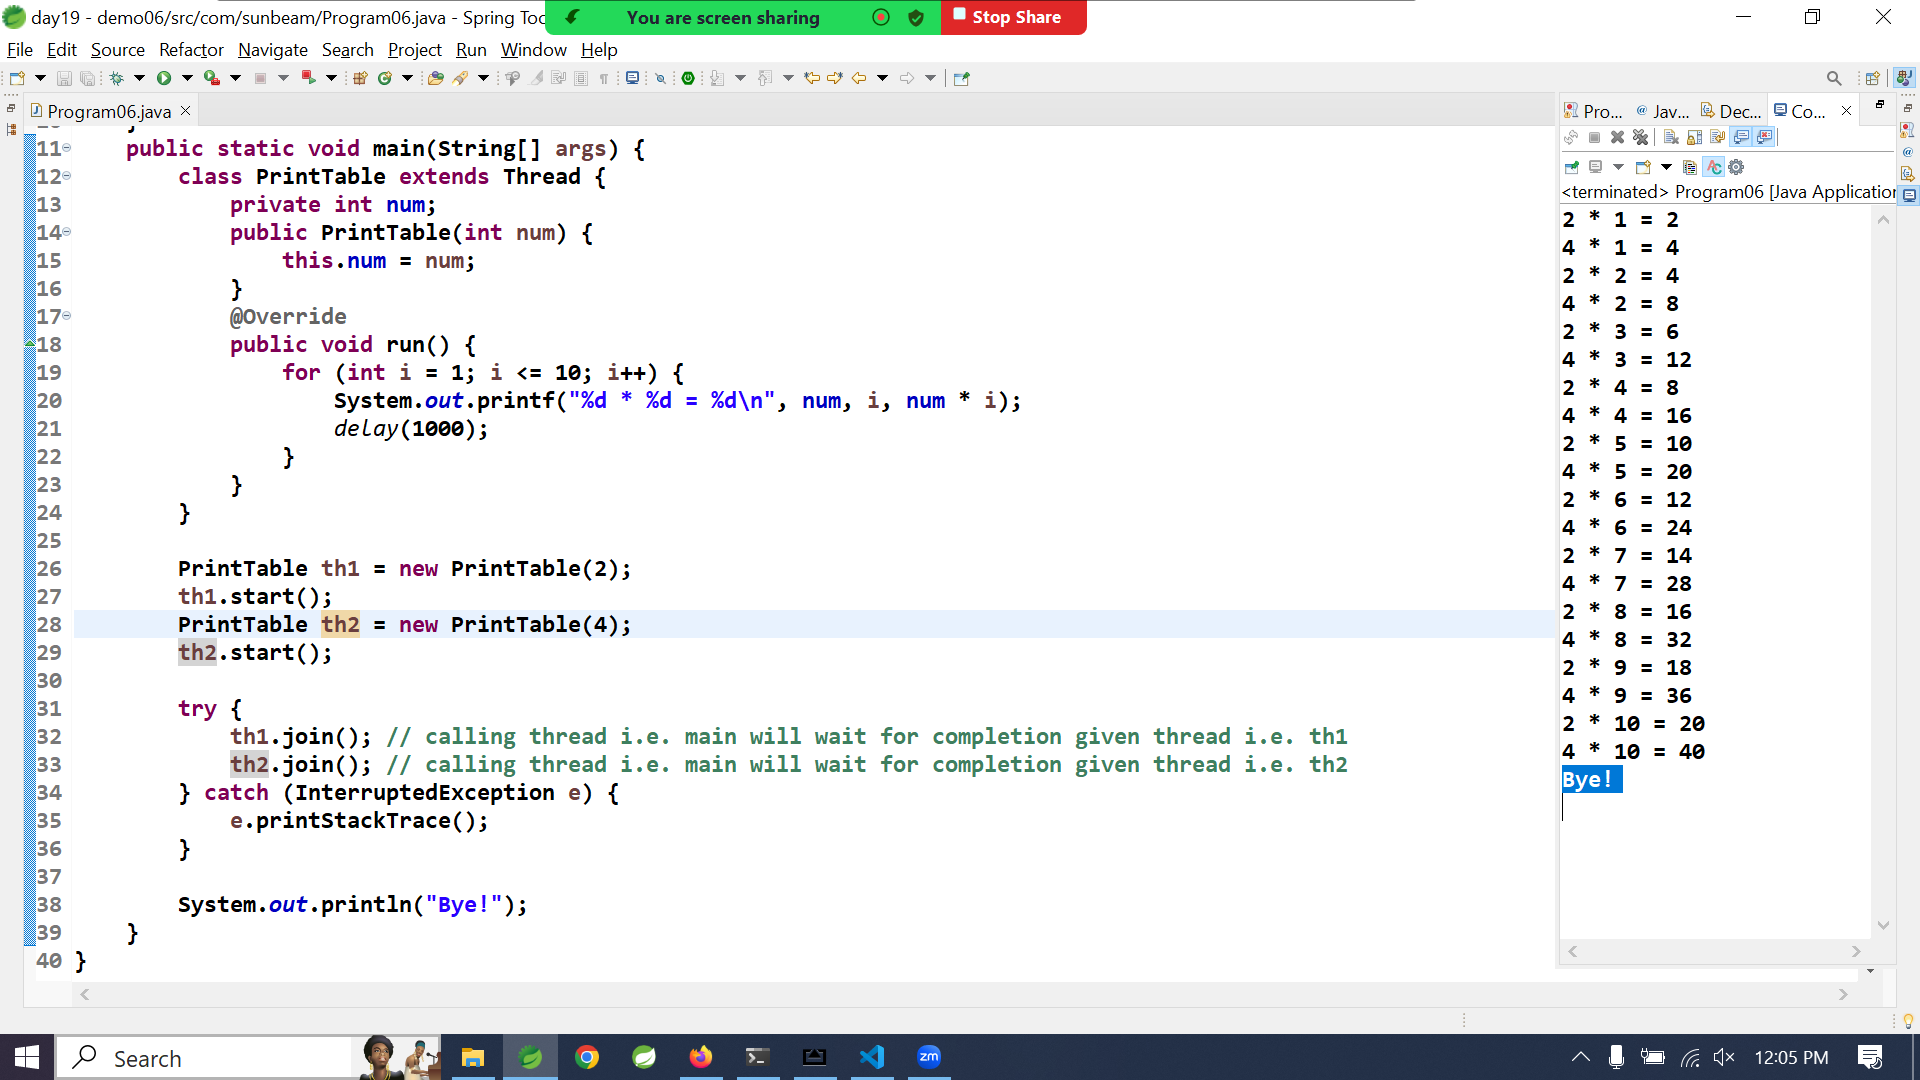 day19 - demo06/src/com/sunbeam/Program06.java - Spring Too
You are screen sharing
Stop Share
File Edit Source Refactor Navigate Search Project Run Window Help
Program06.java
11 public static void main(String[] args) {
12 class PrintTable extends Thread {
13 private int num;
14 public PrintTable(int num) {
15 this.num = num;
16 }
17 @Override
18 public void run() {
19 for (int i = 1; i <= 10; i++) {
20 System.out.printf("%d * %d = %d\n", num, i, num * i);
21 delay(1000);
22 }
23 }
24 }
25
26 PrintTable th1 = new PrintTable(2);
27 th1.start();
28 PrintTable th2 = new PrintTable(4);
29 th2.start();
30
31 try {
32 th1.join(); // calling thread i.e. main will wait for completion given thread i.e. th1
33 th2.join(); // calling thread i.e. main will wait for completion given thread i.e. th2
34 } catch (InterruptedException e) {
35 e.printStackTrace();
36 }
37
38 System.out.println("Bye!");
39 }
40 }
Pro... Jav... Dec... Co...
<terminated> Program06 [Java Application
2 * 1 = 2
4 * 1 = 4
2 * 2 = 4
4 * 2 = 8
2 * 3 = 6
4 * 3 = 12
2 * 4 = 8
4 * 4 = 16
2 * 5 = 10
4 * 5 = 20
2 * 6 = 12
4 * 6 = 24
2 * 7 = 14
4 * 7 = 28
2 * 8 = 16
4 * 8 = 32
2 * 9 = 18
4 * 9 = 36
2 * 10 = 20
4 * 10 = 40
Bye!
Search
zm
12:05 PM